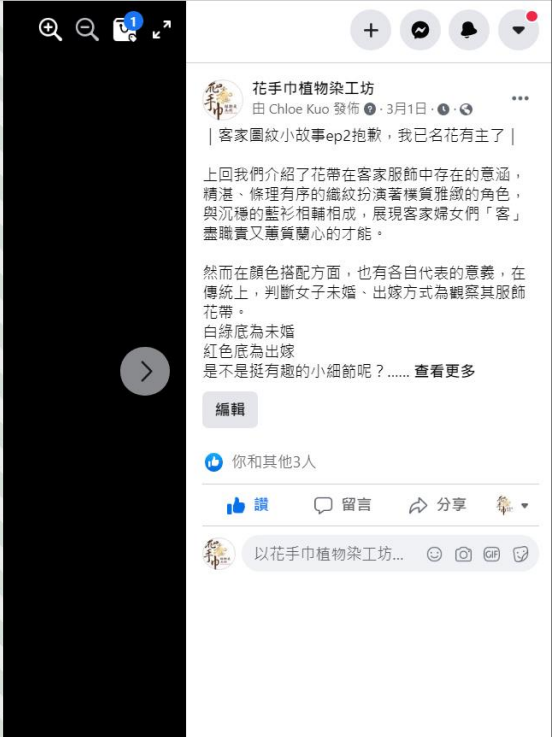 1
花手巾植物染工坊
由 Chloe Kuo 發佈 · 3月1日 ·
｜客家圖紋小故事ep2抱歉，我已名花有主了｜
上回我們介紹了花帶在客家服飾中存在的意涵，
精湛、條理有序的織紋扮演著樸質雅緻的角色，
與沉穩的藍衫相輔相成，展現客家婦女們「客」
盡職責又蕙質蘭心的才能。
然而在顏色搭配方面，也有各自代表的意義，在
傳統上，判斷女子未婚、出嫁方式為觀察其服飾
花帶。
白綠底為未婚
紅色底為出嫁
是不是挺有趣的小細節呢？...... 查看更多
編輯
你和其他3人
讚 留言 分享
以花手巾植物染工坊... GIF